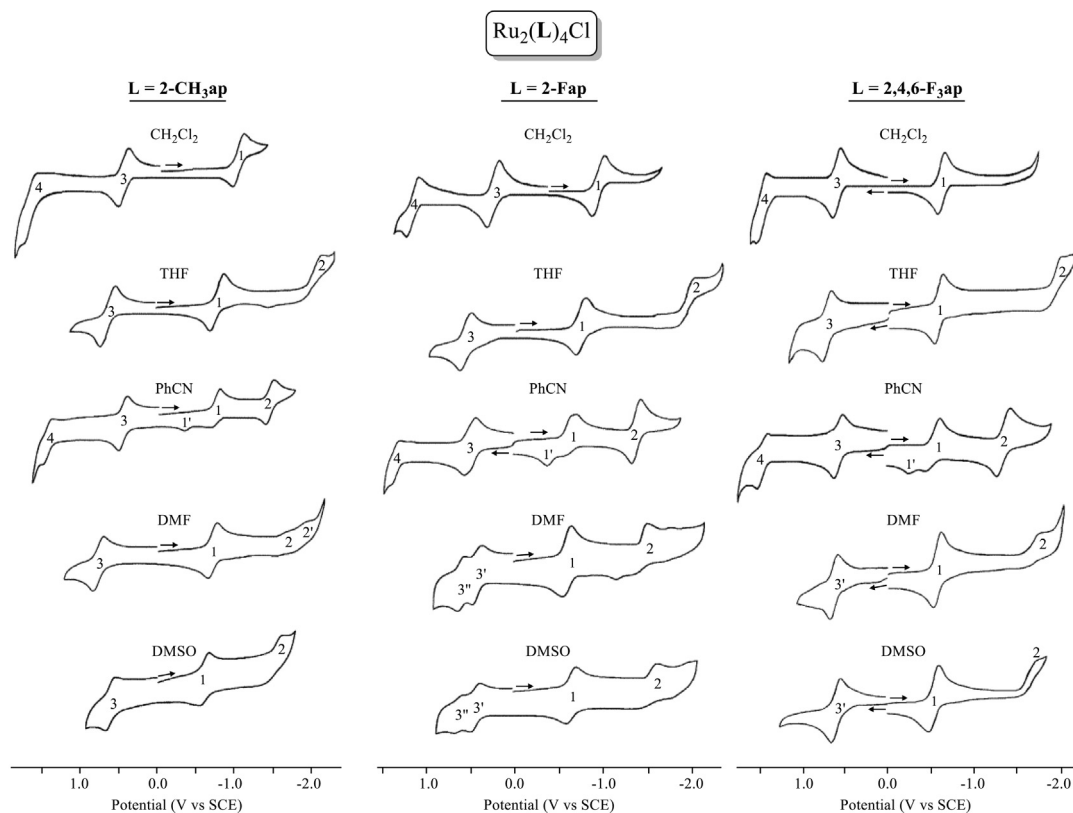 Ru₂(L)₄Cl
L = 2-CH₃ap
CH₂Cl₂
1
3
4
THF
2
1
3
PhCN
1
2
3
1'
4
DMF
2'
2
1
3
DMSO
2
1
3
1.0 0.0 -1.0 -2.0
Potential (V vs SCE)
L = 2-Fap
CH₂Cl₂
1
3
4
THF
2
1
3
PhCN
1
2
3
1'
4
DMF
2
1
3'' 3'
DMSO
2
1
3'' 3'
1.0 0.0 -1.0 -2.0
Potential (V vs SCE)
L = 2,4,6-F₃ap
CH₂Cl₂
3
1
4
THF
2
1
3
PhCN
3
1
2
4
1'
DMF
2
1
3'
DMSO
2
1
3'
1.0 0.0 -1.0 -2.0
Potential (V vs SCE)